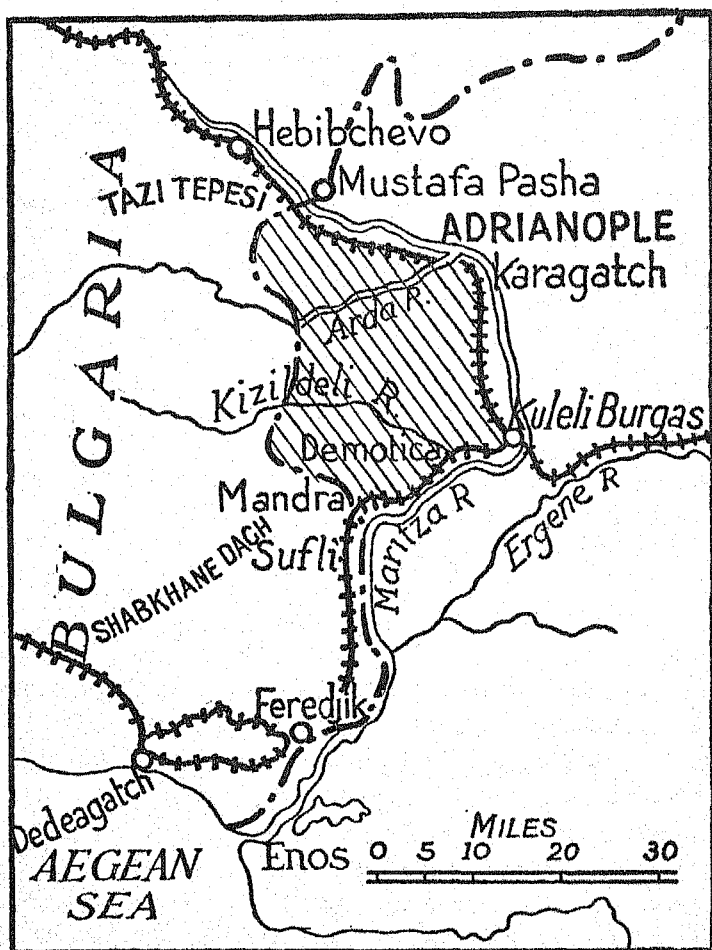 Hebibchevo
TAZI TEPESI
Mustafa Pasha
ADRIANOPLE
Karagatch
Arda R.
Kizildeli R.
Kuleli Burgas
Demotica
Mandra
Sufli
Maritza R
Ergene R
BULGARIA
SHABKHANE DAGH
Feredjik
Dedeagatch
Enos
AEGEAN
SEA
MILES
0 5 10 20 30